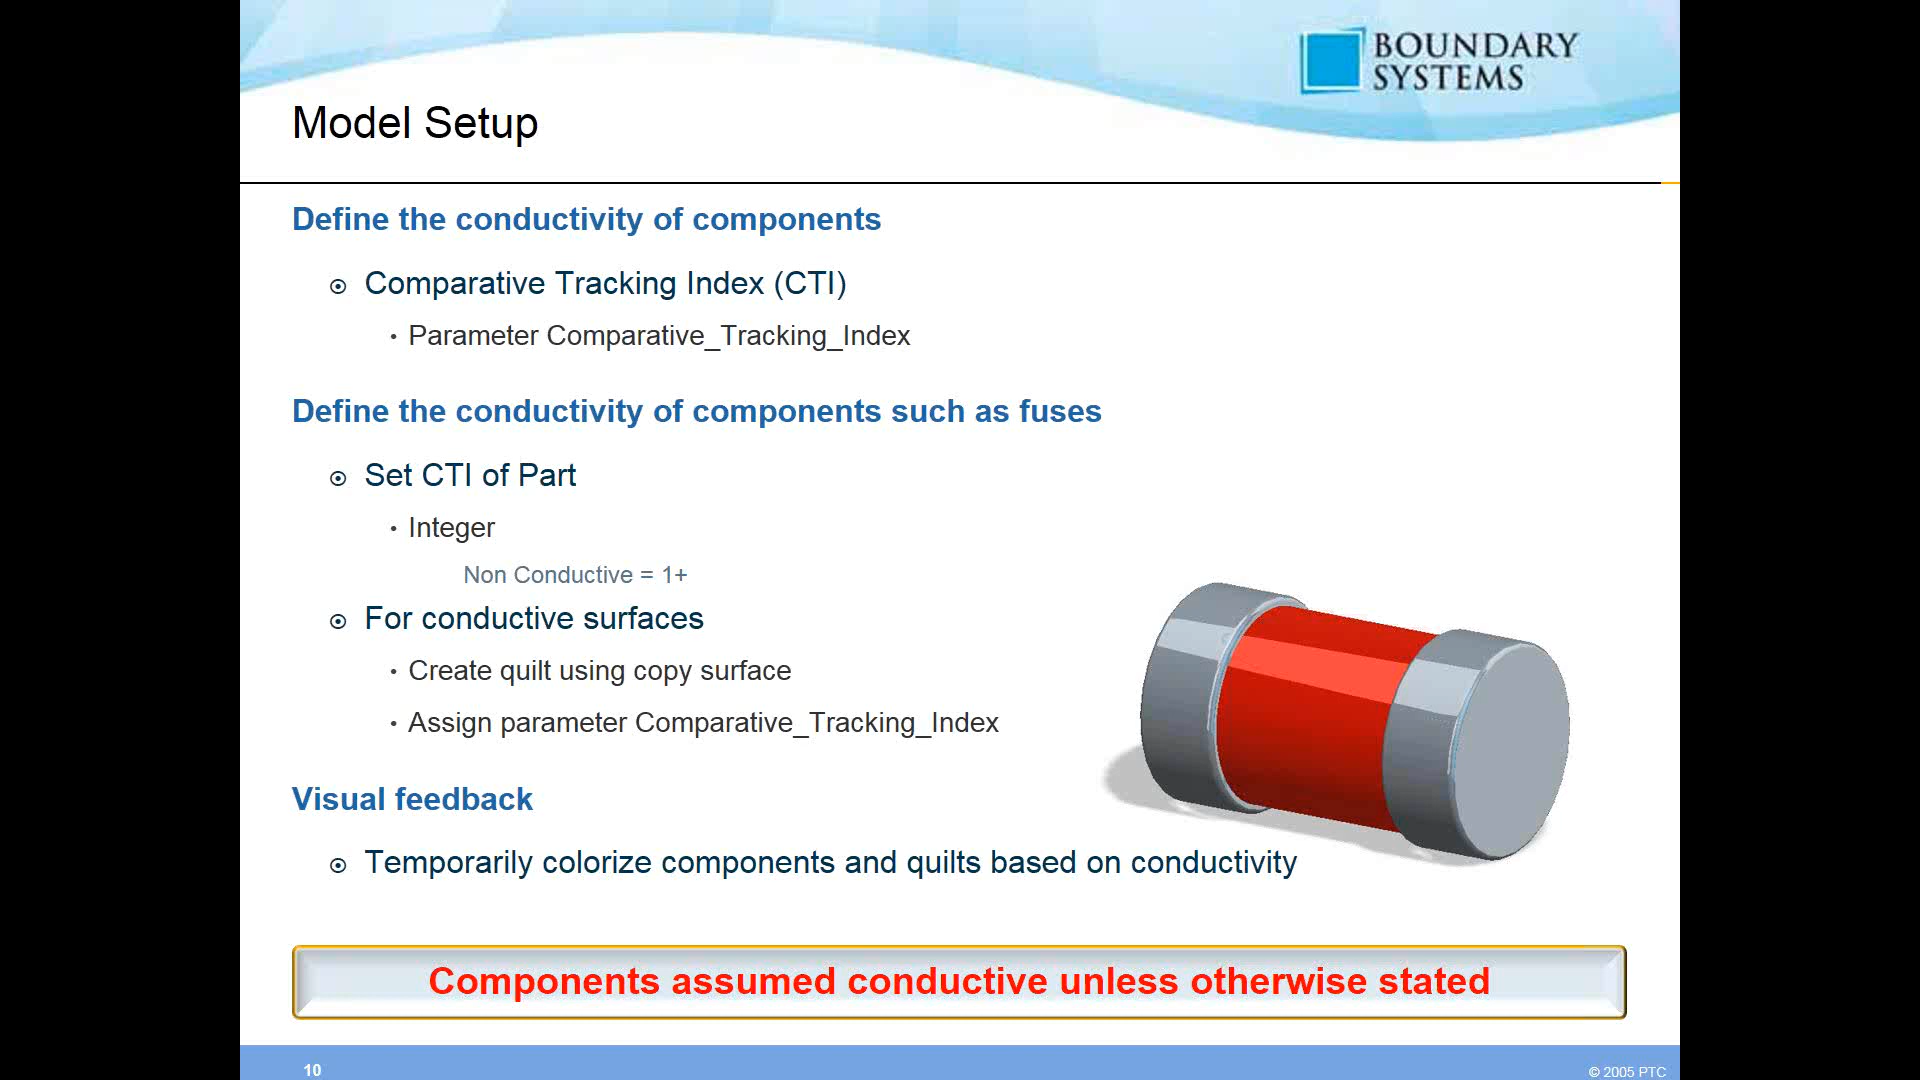 BOUNDARY
SYSTEMS
Model Setup
Define the conductivity of components
Comparative Tracking Index (CTI)
• Parameter Comparative_Tracking_Index
Define the conductivity of components such as fuses
Set CTI of Part
• Integer
Non Conductive = 1+
For conductive surfaces
• Create quilt using copy surface
• Assign parameter Comparative_Tracking_Index
Visual feedback
Temporarily colorize components and quilts based on conductivity
Components assumed conductive unless otherwise stated
10
© 2005 PTC